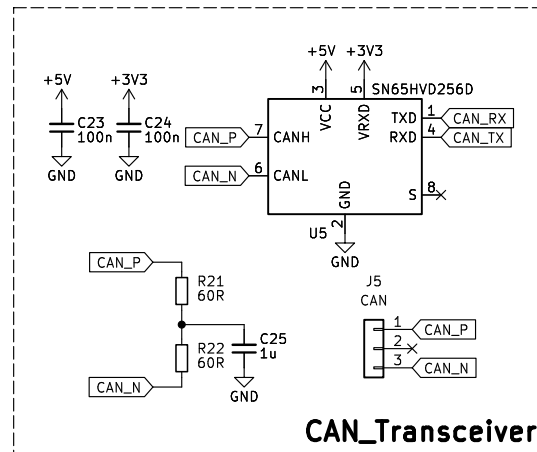 +5V
+3V3
C23
100n
C24
100n
GND
GND
+5V
+3V3
SN65HVD256D
3
5
VCC
VRXD
CAN_P
7
CANH
TXD
1
CAN_RX
RXD
4
CAN_TX
CAN_N
6
CANL
S
8
GND
2
U5
GND
CAN_P
R21
60R
R22
60R
C25
1u
CAN_N
GND
J5
CAN
1
CAN_P
2
3
CAN_N
CAN_Transceiver